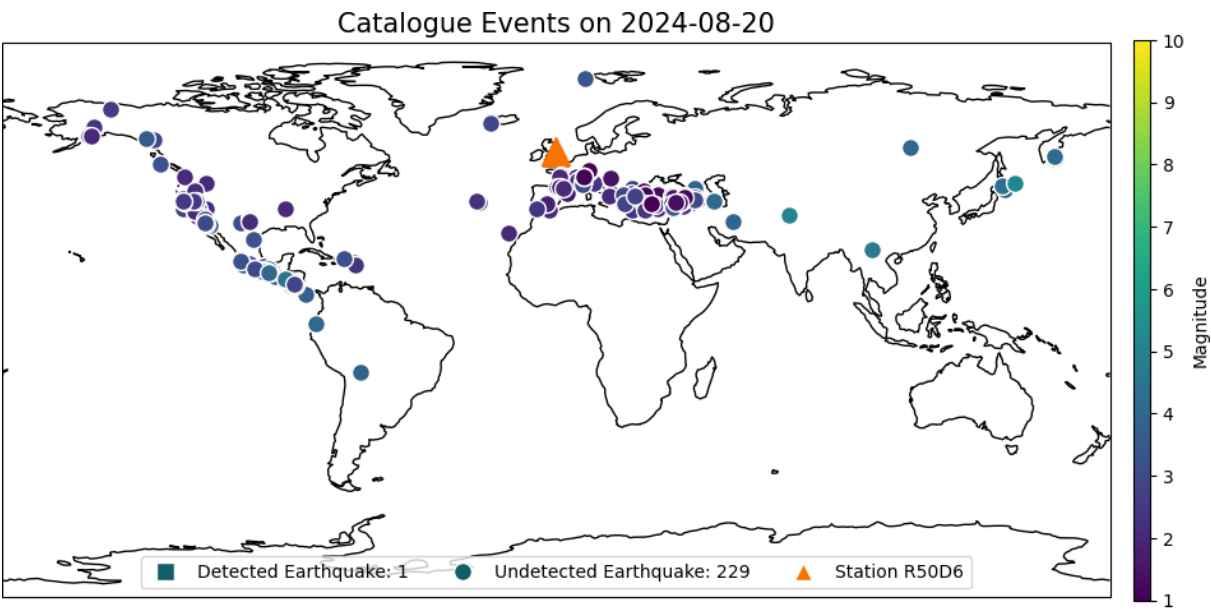 Catalogue Events on 2024-08-20
10
9
8
7
6
5
4
3
2
1
Magnitude
Detected Earthquake: 1
Undetected Earthquake: 229
Station R50D6